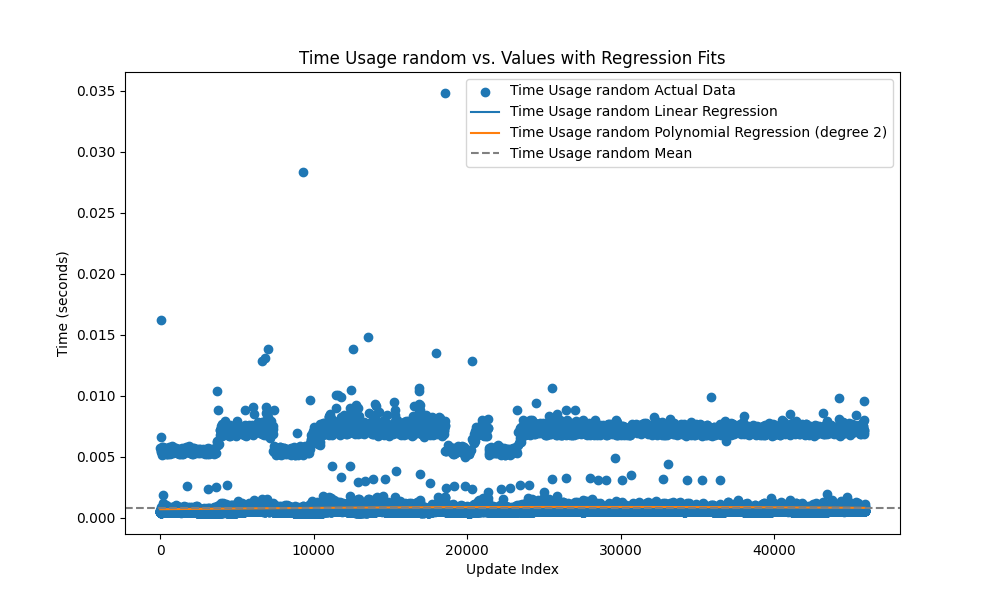 Time Usage random vs. Values with Regression Fits
Time Usage random Actual Data
Time Usage random Linear Regression
Time Usage random Polynomial Regression (degree 2)
Time Usage random Mean
0.035
0.030
0.025
0.020
0.015
0.010
0.005
0.000
Time (seconds)
0
10000
20000
30000
40000
Update Index